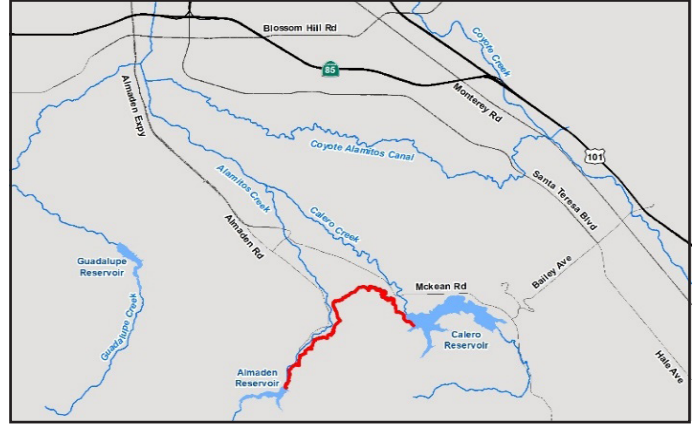 Blossom Hill Rd
Coyote Creek
85
Monterey Rd
Almaden Expy
Coyote Alamitos Canal
101
Alamitos Creek
Santa Teresa Blvd
Calero Creek
Almaden Rd
Guadalupe
Reservoir
Bailey Ave
Mckean Rd
Guadalupe Creek
Calero
Reservoir
Hale Ave
Almaden
Reservoir